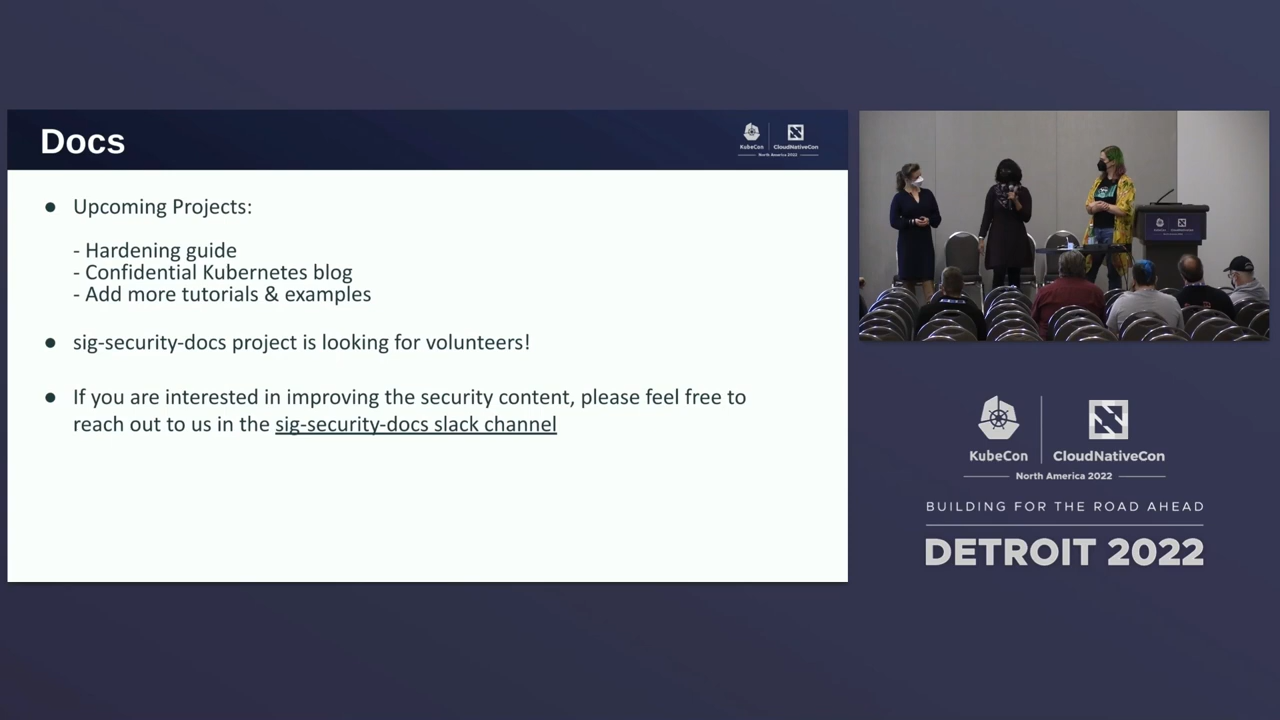 Docs
KubeCon
CloudNativeCon
North America 2022
● Upcoming Projects:
- Hardening guide
- Confidential Kubernetes blog
- Add more tutorials & examples
● sig-security-docs project is looking for volunteers!
● If you are interested in improving the security content, please feel free to
reach out to us in the sig-security-docs slack channel
KubeCon
CloudNativeCon
North America 2022
BUILDING FOR THE ROAD AHEAD
DETROIT 2022